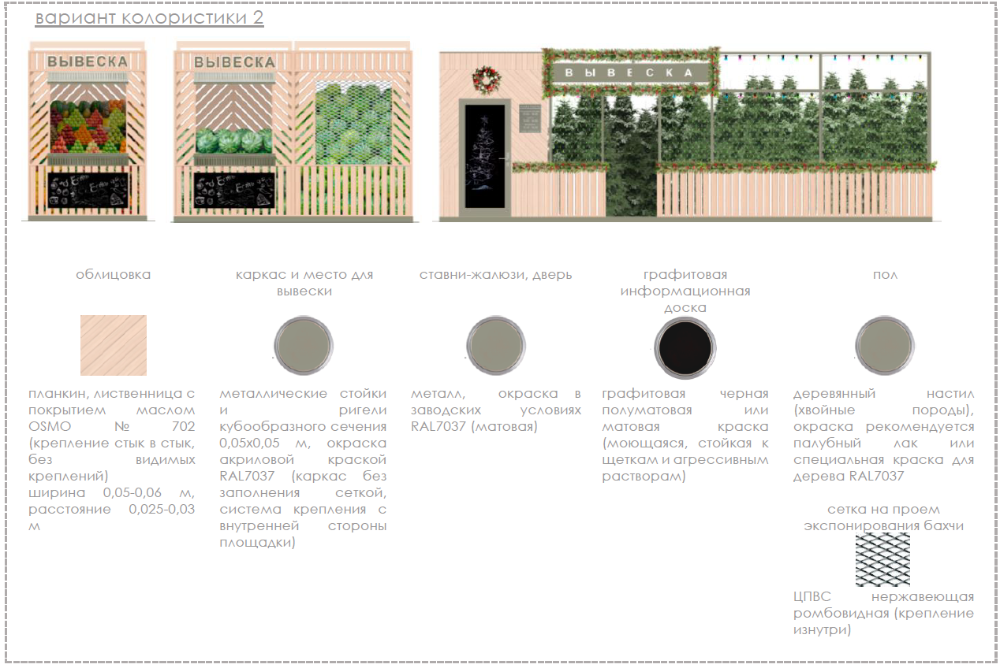 вариант колористики 2
ВЫВЕСКА
ВЫВЕСКА
ВЫВЕСКА
облицовка
каркас и место для
вывески
ставни-жалюзи, дверь
графитовая
информационная
доска
пол
планкин, лиственница с
покрытием маслом
OSMO № 702
(крепление стык в стык,
без видимых
креплений)
ширина 0,05-0,06 м,
расстояние 0,025-0,03
м
металлические стойки
и ригели
кубообразного сечения
0,05х0,05 м, окраска
акриловой краской
RAL7037 (каркас без
заполнения сеткой,
система крепления с
внутренней стороны
площадки)
металл, окраска в
заводских условиях
RAL7037 (матовая)
графитовая черная
полуматовая или
матовая краска
(моющаяся, стойкая к
щеткам и агрессивным
растворам)
деревянный настил
(хвойные породы),
окраска рекомендуется
палубный лак или
специальная краска для
дерева RAL7037
сетка на проем
экспонирования бахчи
ЦПВС нержавеющая
ромбовидная (крепление
изнутри)